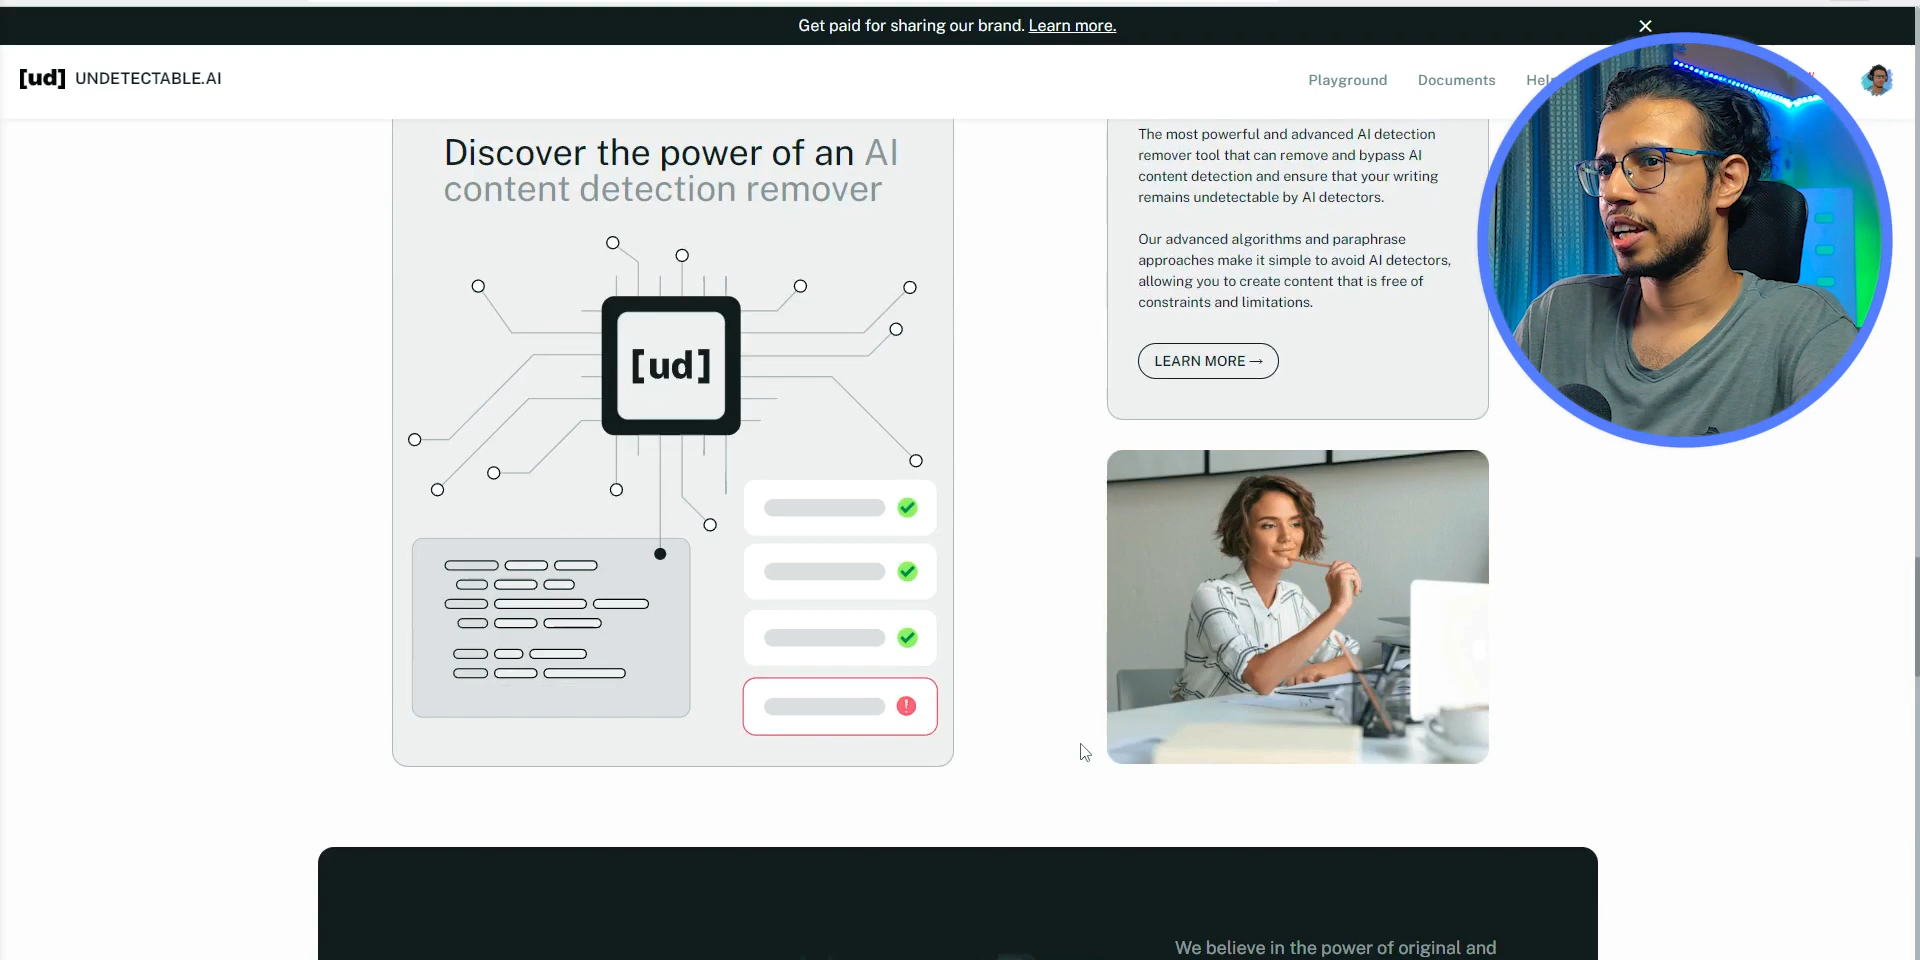 Get paid for sharing our brand. Learn more.
[ud] UNDETECTABLE.AI
Playground
Documents
Discover the power of an AI
content detection remover
[ud]
The most powerful and advanced AI detection
remover tool that can remove and bypass AI
content detection and ensure that your writing
remains undetectable by AI detectors.
Our advanced algorithms and paraphrase
approaches make it simple to avoid AI detectors,
allowing you to create content that is free of
constraints and limitations.
LEARN MORE →
We believe in the power of original and